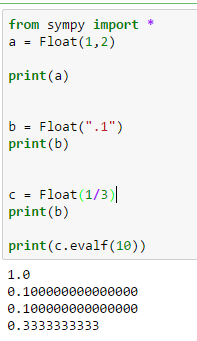 from sympy import *
a = Float(1,2)
print(a)
b = Float(".1")
print(b)
c = Float(1/3)
print(b)
print(c.evalf(10))
1.0
0.100000000000000
0.100000000000000
0.3333333333